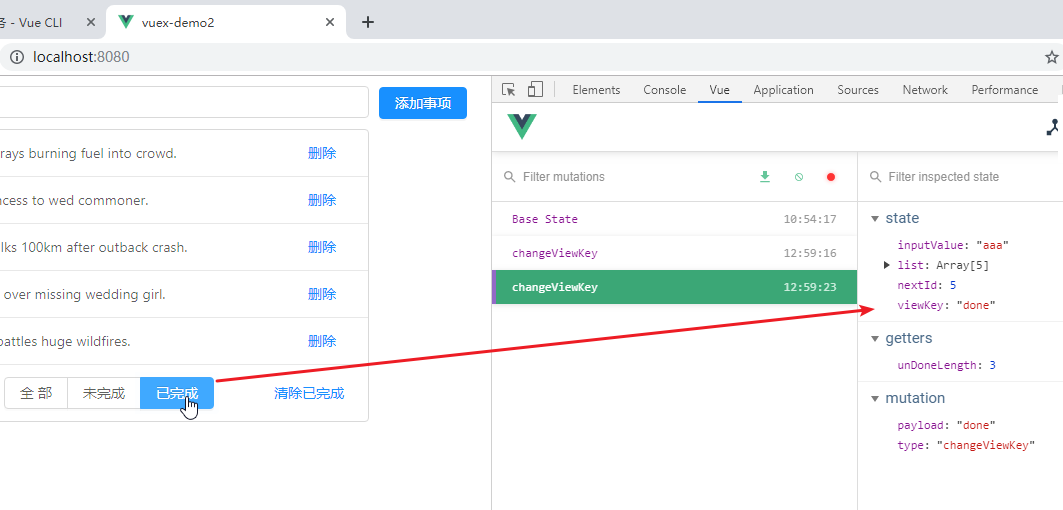 务 - Vue CLI
vuex-demo2
localhost:8080
添加事项
rays burning fuel into crowd.
删除
ncess to wed commoner.
删除
lks 100km after outback crash.
删除
over missing wedding girl.
删除
battles huge wildfires.
删除
全 部
未完成
已完成
清除已完成
Elements
Console
Vue
Application
Sources
Network
Performance
Filter mutations
Base State
10:54:17
changeViewKey
12:59:16
changeViewKey
12:59:23
Filter inspected state
state
inputValue: "aaa"
list: Array[5]
nextId: 5
viewKey: "done"
getters
unDoneLength: 3
mutation
payload: "done"
type: "changeViewKey"